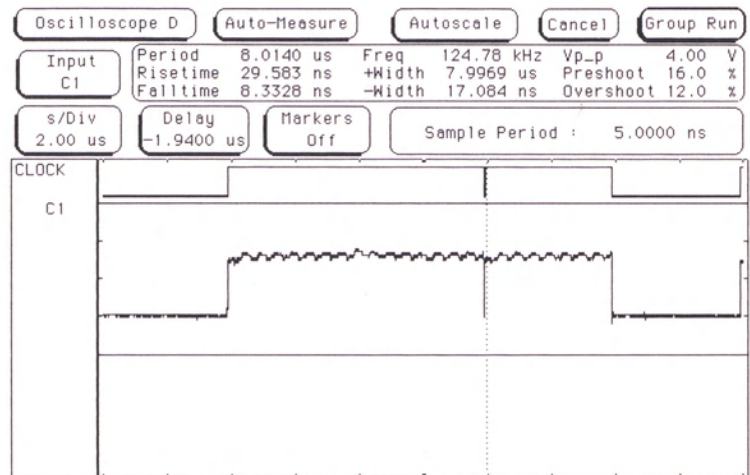 Oscilloscope D Auto-Measure Autoscale Cancel Group Run
Input C1
Period 8.0140 us Freq 124.78 kHz Vp_p 4.00 V
Risetime 29.583 ns +Width 7.9969 us Preshoot 16.0 %
Falltime 8.3328 ns -Width 17.084 ns Overshoot 12.0 %
s/Div 2.00 us
Delay -1.9400 us
Markers Off
Sample Period : 5.0000 ns
CLOCK
C1